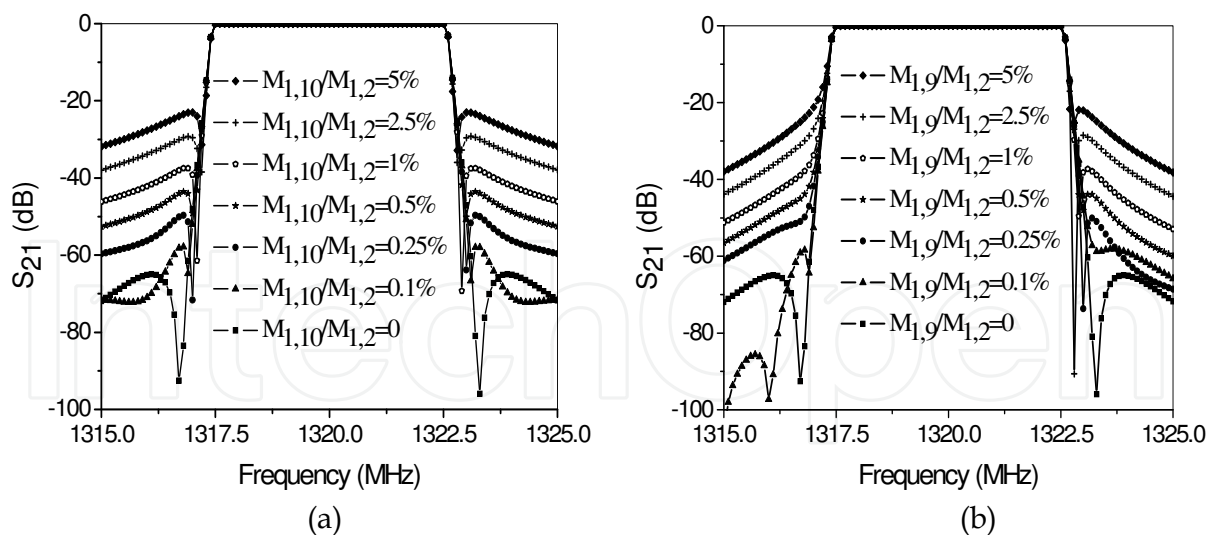 0
-20
-40
-60
-80
-100
S21 (dB)
M1,10/M1,2=5%
M1,10/M1,2=2.5%
M1,10/M1,2=1%
M1,10/M1,2=0.5%
M1,10/M1,2=0.25%
M1,10/M1,2=0.1%
M1,10/M1,2=0
1315.0 1317.5 1320.0 1322.5 1325.0
Frequency (MHz)
(a)
0
-20
-40
-60
-80
-100
S21 (dB)
M1,9/M1,2=5%
M1,9/M1,2=2.5%
M1,9/M1,2=1%
M1,9/M1,2=0.5%
M1,9/M1,2=0.25%
M1,9/M1,2=0.1%
M1,9/M1,2=0
1315.0 1317.5 1320.0 1322.5 1325.0
Frequency (MHz)
(b)
IntechOpen